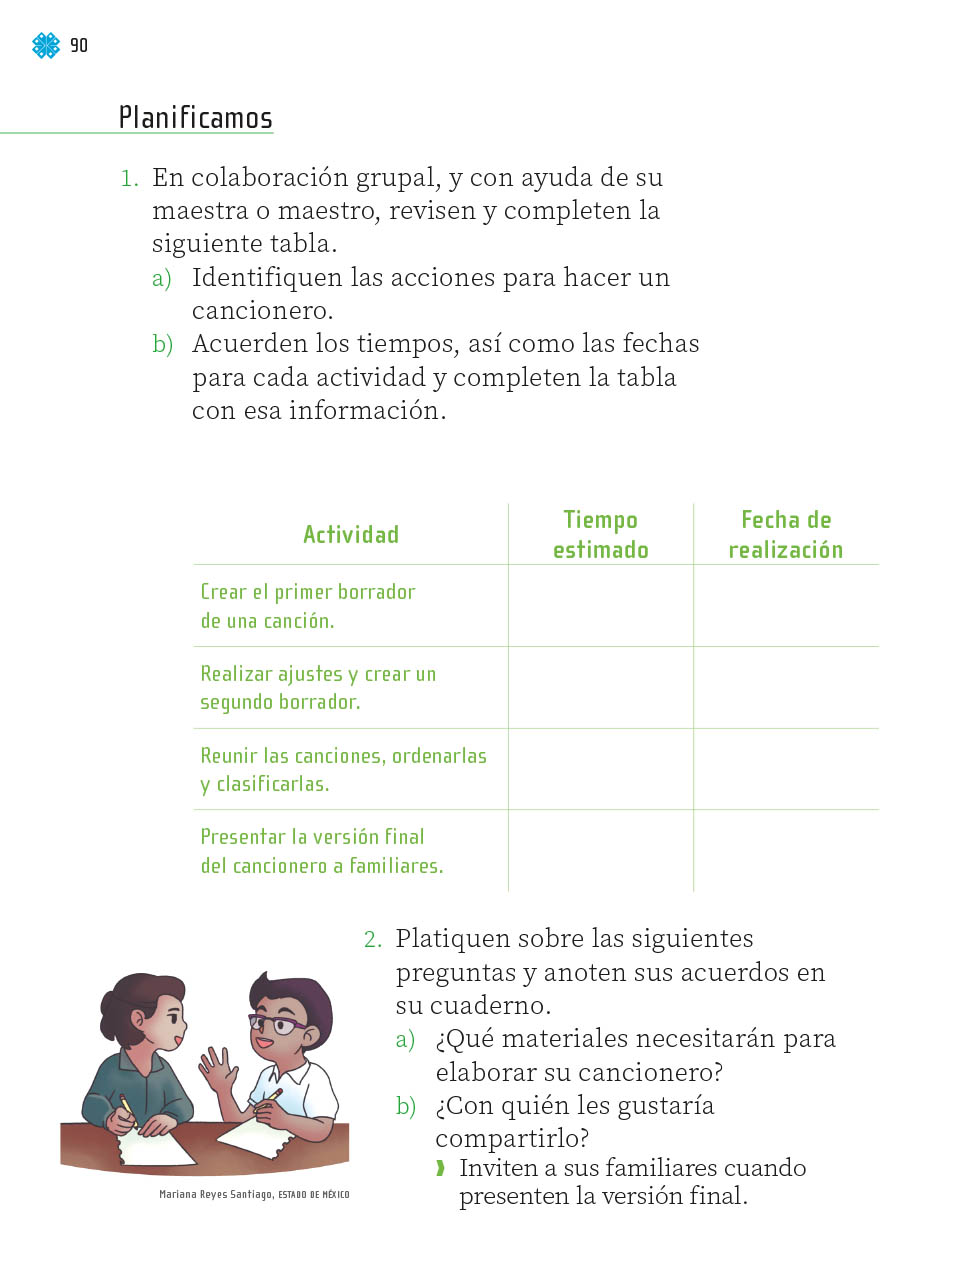 90
Planificamos
1. En colaboración grupal, y con ayuda de su
maestra o maestro, revisen y completen la
siguiente tabla.
a) Identifiquen las acciones para hacer un
cancionero.
b) Acuerden los tiempos, así como las fechas
para cada actividad y completen la tabla
con esa información.
Actividad
Tiempo
estimado
Fecha de
realización
Crear el primer borrador
de una canción.
Realizar ajustes y crear un
segundo borrador.
Reunir las canciones, ordenarlas
y clasificarlas.
Presentar la versión final
del cancionero a familiares.
2. Platiquen sobre las siguientes
preguntas y anoten sus acuerdos en
su cuaderno.
a) ¿Qué materiales necesitarán para
elaborar su cancionero?
b) ¿Con quién les gustaría
compartirlo?
Inviten a sus familiares cuando
presenten la versión final.
Mariana Reyes Santiago, ESTADO DE MÉXICO